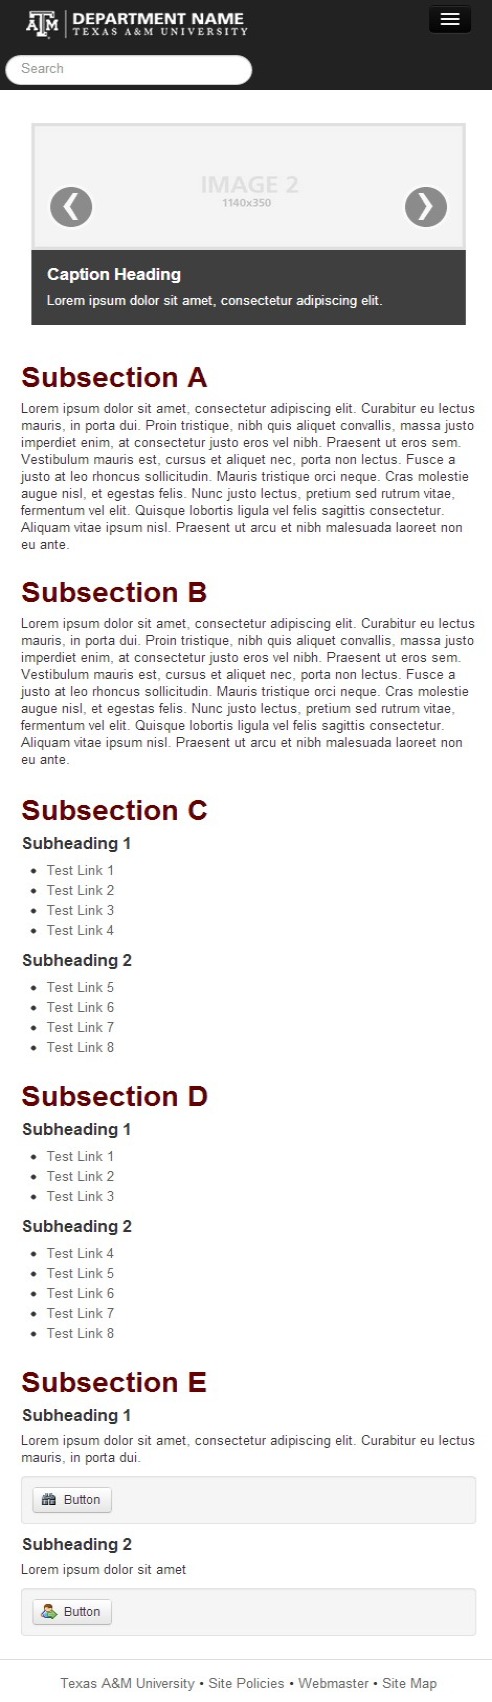 ATM DEPARTMENT NAME
TEXAS A&M UNIVERSITY
Search
IMAGE 2
1140x350
Caption Heading
Lorem ipsum dolor sit amet, consectetur adipiscing elit.
Subsection A
Lorem ipsum dolor sit amet, consectetur adipiscing elit. Curabitur eu lectus
mauris, in porta dui. Proin tristique, nibh quis aliquet convallis, massa justo
imperdiet enim, at consectetur justo eros vel nibh. Praesent ut eros sem.
Vestibulum mauris est, cursus et aliquet nec, porta non lectus. Fusce a
justo at leo rhoncus sollicitudin. Mauris tristique orci neque. Cras molestie
augue nisl, et egestas felis. Nunc justo lectus, pretium sed rutrum vitae,
fermentum vel elit. Quisque lobortis ligula vel felis sagittis consectetur.
Aliquam vitae ipsum nisl. Praesent ut arcu et nibh malesuada laoreet non
eu ante.
Subsection B
Lorem ipsum dolor sit amet, consectetur adipiscing elit. Curabitur eu lectus
mauris, in porta dui. Proin tristique, nibh quis aliquet convallis, massa justo
imperdiet enim, at consectetur justo eros vel nibh. Praesent ut eros sem.
Vestibulum mauris est, cursus et aliquet nec, porta non lectus. Fusce a
justo at leo rhoncus sollicitudin. Mauris tristique orci neque. Cras molestie
augue nisl, et egestas felis. Nunc justo lectus, pretium sed rutrum vitae,
fermentum vel elit. Quisque lobortis ligula vel felis sagittis consectetur.
Aliquam vitae ipsum nisl. Praesent ut arcu et nibh malesuada laoreet non
eu ante.
Subsection C
Subheading 1
• Test Link 1
• Test Link 2
• Test Link 3
• Test Link 4
Subheading 2
• Test Link 5
• Test Link 6
• Test Link 7
• Test Link 8
Subsection D
Subheading 1
• Test Link 1
• Test Link 2
• Test Link 3
Subheading 2
• Test Link 4
• Test Link 5
• Test Link 6
• Test Link 7
• Test Link 8
Subsection E
Subheading 1
Lorem ipsum dolor sit amet, consectetur adipiscing elit. Curabitur eu lectus
mauris, in porta dui.
Button
Subheading 2
Lorem ipsum dolor sit amet
Button
Texas A&M University • Site Policies • Webmaster • Site Map